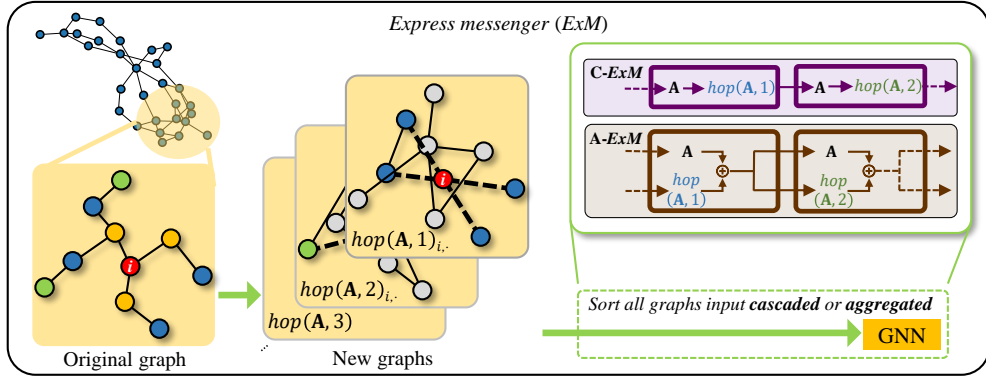 Express messenger (ExM)
i
Original graph
hop(A, 1)i,·
hop(A, 2)i,·
hop(A, 3)
...
i
New graphs
C-ExM
A hop(A, 1) A hop(A, 2)
A-ExM
A A
hop
(A, 1)
hop
(A, 2)
Sort all graphs input cascaded or aggregated
GNN